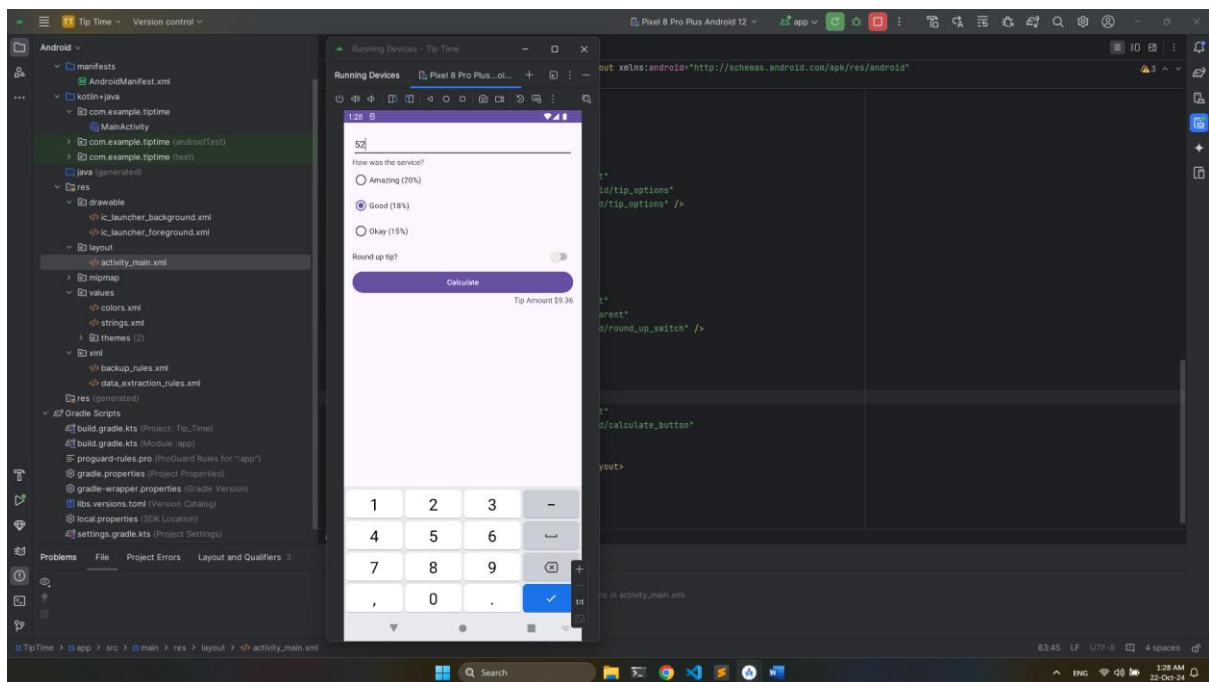 Tip Time
Version control
Pixel 8 Pro Plus Android 12
app
Android
manifests
AndroidManifest.xml
kotlin+java
com.example.tiptime
MainActivity
com.example.tiptime (androidTest)
com.example.tiptime (test)
java (generated)
res
drawable
ic_launcher_background.xml
ic_launcher_foreground.xml
layout
activity_main.xml
mipmap
values
colors.xml
strings.xml
themes (2)
xml
backup_rules.xml
data_extraction_rules.xml
res (generated)
Gradle Scripts
build.gradle.kts (Project: Tip_Time)
build.gradle.kts (Module :app)
proguard-rules.pro (ProGuard Rules for ":app")
gradle.properties (Project Properties)
gradle-wrapper.properties (Gradle Version)
libs.versions.toml (Version Catalog)
local.properties (SDK Location)
settings.gradle.kts (Project Settings)
Running Devices - Tip Time
Running Devices Pixel 8 Pro Plus...oi...
1:28
52
How was the service?
Amazing (20%)
Good (18%)
Okay (15%)
Round up tip?
Calculate
Tip Amount $9.36
1 2 3 -
4 5 6
7 8 9
, 0 .
1:1
out xmlns:android="http://schemas.android.com/apk/res/android"
3
t"
id/tip_options"
d/tip_options" />
t"
arent"
d/round_up_switch" />
t"
d/calculate_button"
yout>
Problems File Project Errors Layout and Qualifiers 3
ns in activity_main.xml
TipTime > app > src > main > res > layout > activity_main.xml
83:45 LF UTF-8 4 spaces
Search
ENG
1:28 AM
22-Oct-24